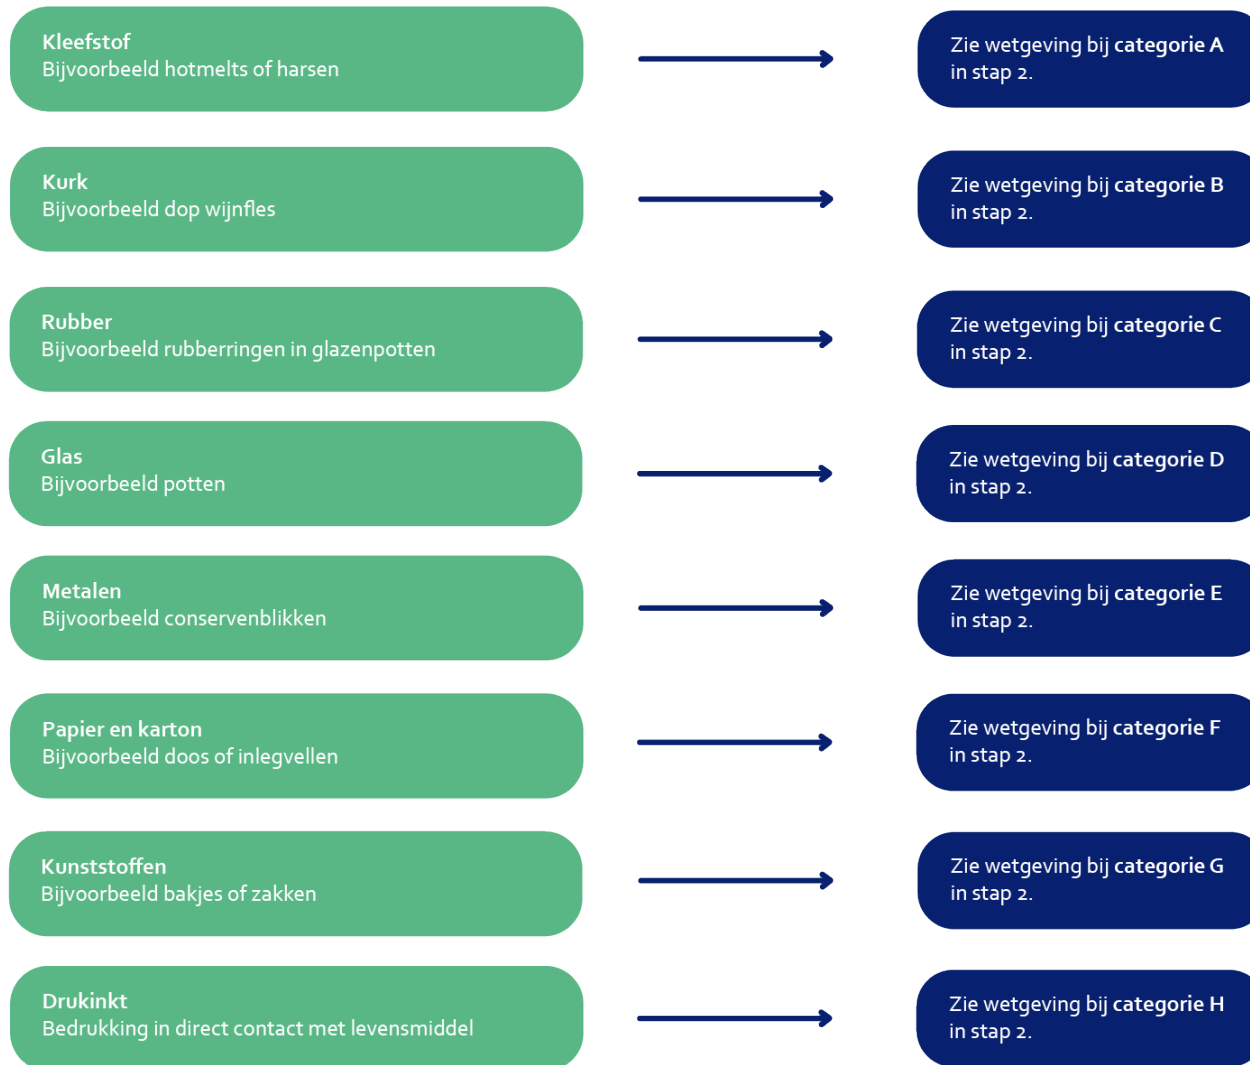 Kleefstof
Bijvoorbeeld hotmelts of harsen
Zie wetgeving bij categorie A
in stap 2.
Kurk
Bijvoorbeeld dop wijnfles
Zie wetgeving bij categorie B
in stap 2.
Rubber
Bijvoorbeeld rubberringen in glazenpotten
Zie wetgeving bij categorie C
in stap 2.
Glas
Bijvoorbeeld potten
Zie wetgeving bij categorie D
in stap 2.
Metalen
Bijvoorbeeld conservenblikken
Zie wetgeving bij categorie E
in stap 2.
Papier en karton
Bijvoorbeeld doos of inlegvellen
Zie wetgeving bij categorie F
in stap 2.
Kunststoffen
Bijvoorbeeld bakjes of zakken
Zie wetgeving bij categorie G
in stap 2.
Drukinkt
Bedrukking in direct contact met levensmiddel
Zie wetgeving bij categorie H
in stap 2.